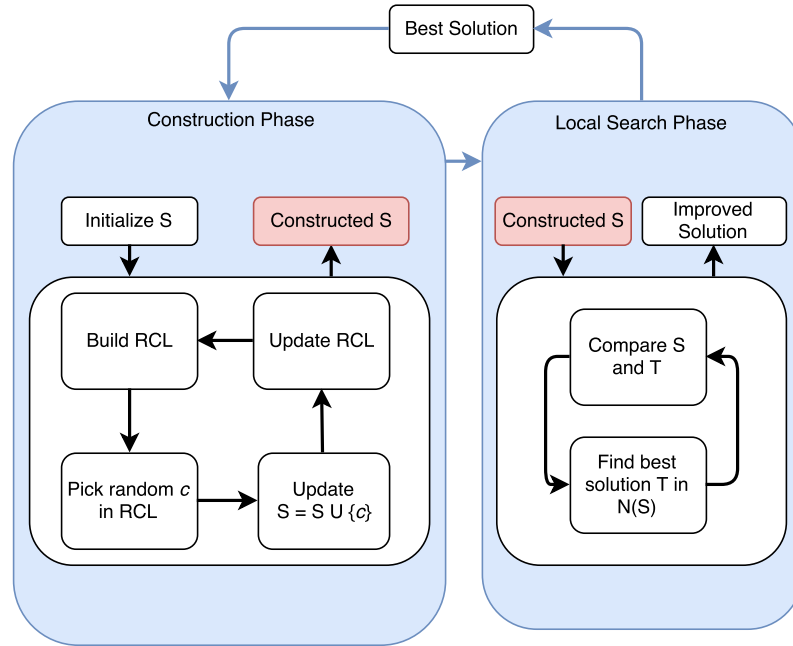 Best Solution
Construction Phase
Local Search Phase
Initialize S
Constructed S
Constructed S
Improved
Solution
Build RCL
Update RCL
Compare S
and T
Pick random c
in RCL
Update
S = S U {c}
Find best
solution T in
N(S)